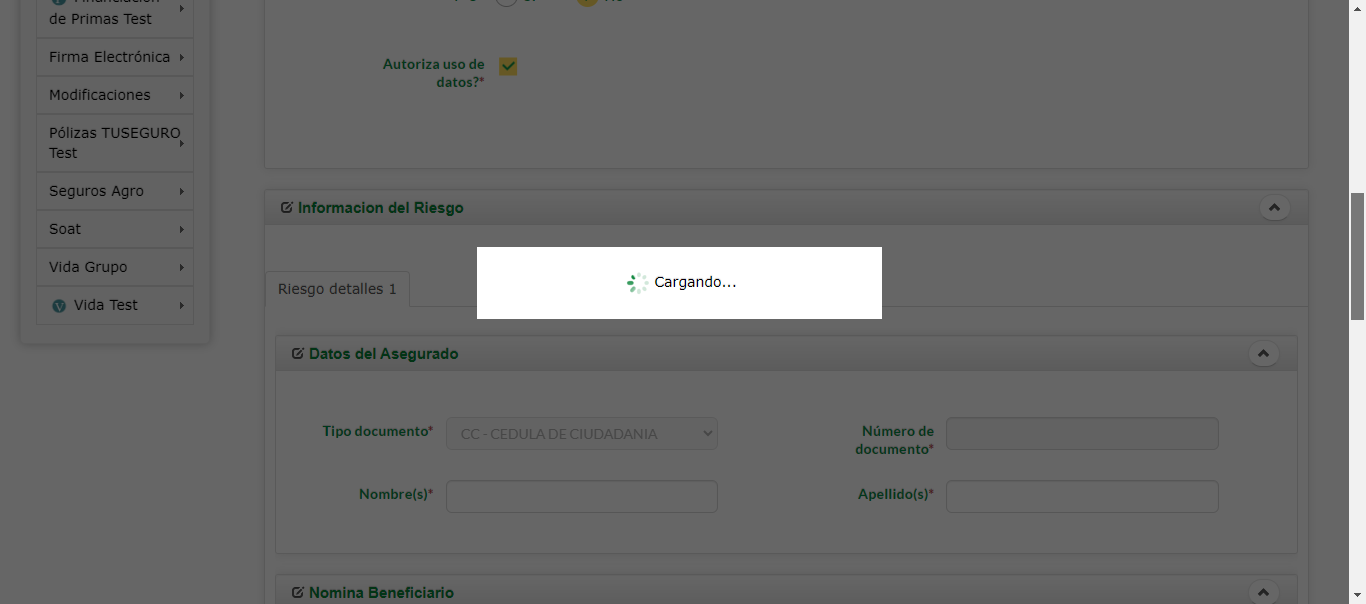 Financiación
de Primas Test
Firma Electrónica
Modificaciones
Pólizas TUSEGURO
Test
Seguros Agro
Soat
Vida Grupo
Vida Test
Autoriza uso de
datos?*
Informacion del Riesgo
Riesgo detalles 1
Cargando...
Datos del Asegurado
Tipo documento*
CC - CEDULA DE CIUDADANIA
Número de
documento*
Nombre(s)*
Apellido(s)*
Nomina Beneficiario